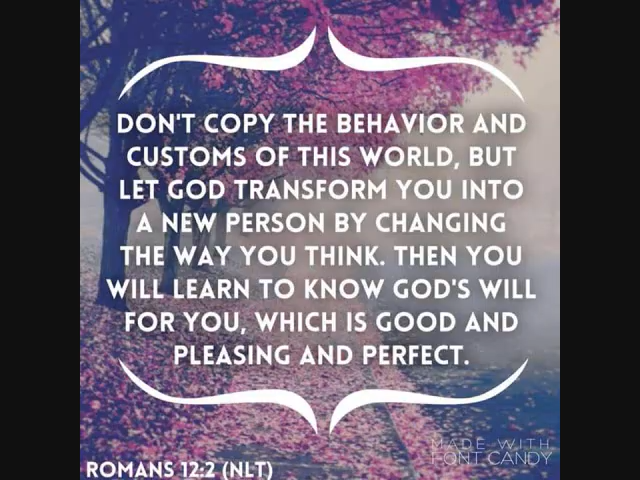 DON'T COPY THE BEHAVIOR AND
CUSTOMS OF THIS WORLD, BUT
LET GOD TRANSFORM YOU INTO
A NEW PERSON BY CHANGING
THE WAY YOU THINK. THEN YOU
WILL LEARN TO KNOW GOD'S WILL
FOR YOU, WHICH IS GOOD AND
PLEASING AND PERFECT.
MADE WITH
FONT CANDY
ROMANS 12:2 (NLT)